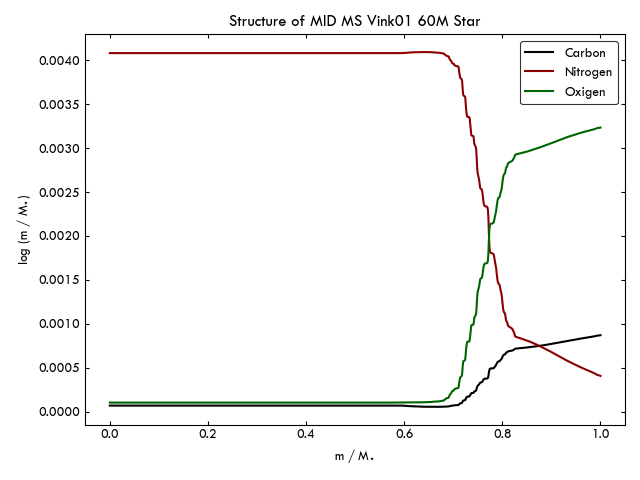 Structure of MID MS Vink01 60M Star
Carbon
Nitrogen
Oxigen
log (m / M⋆)
0.0040
0.0035
0.0030
0.0025
0.0020
0.0015
0.0010
0.0005
0.0000
0.0 0.2 0.4 0.6 0.8 1.0
m / M⋆